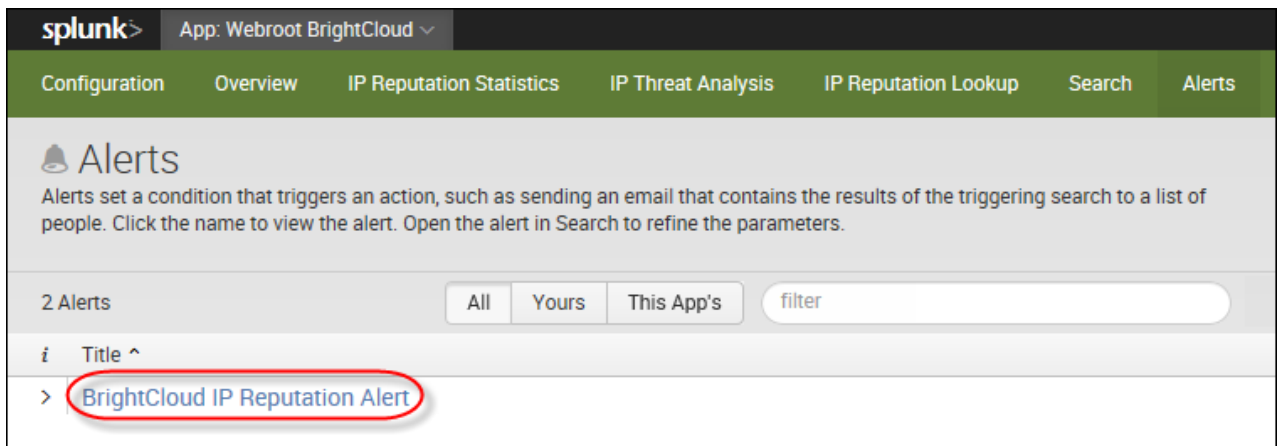 splunk> App: Webroot BrightCloud
Configuration Overview IP Reputation Statistics IP Threat Analysis IP Reputation Lookup Search Alerts
Alerts
Alerts set a condition that triggers an action, such as sending an email that contains the results of the triggering search to a list of
people. Click the name to view the alert. Open the alert in Search to refine the parameters.
2 Alerts All Yours This App's filter
i Title ^
> BrightCloud IP Reputation Alert